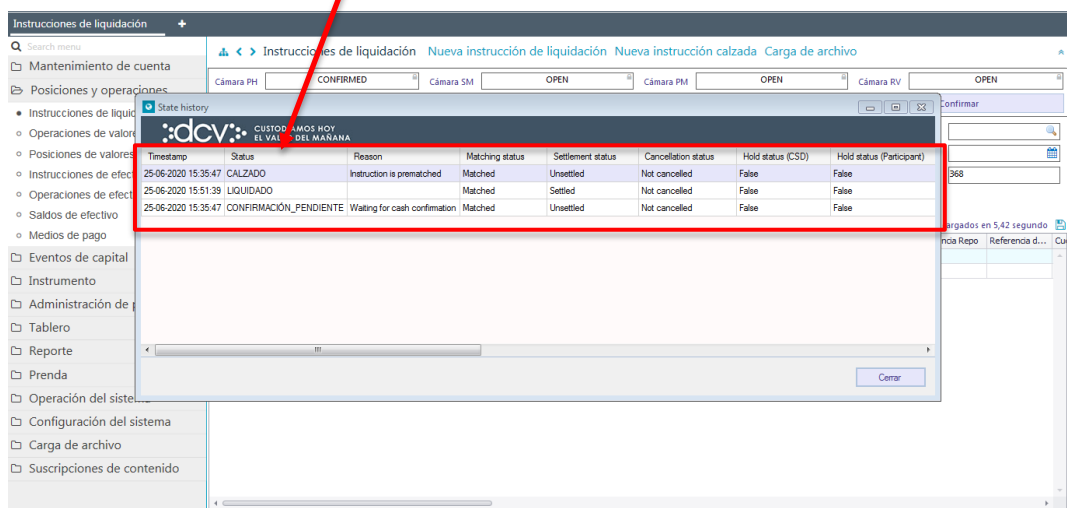 Instrucciones de liquidación +
Search menu
Instrucciones de liquidación Nueva instrucción de liquidación Nueva instrucción calzada Carga de archivo
Mantenimiento de cuenta
Cámara PH CONFIRMED Cámara SM OPEN Cámara PM OPEN Cámara RV OPEN
Posiciones y operaciones
State history
Confirmar
Instrucciones de liquid
:dcv: CUSTODIAMOS HOY
EL VALOR DEL MAÑANA
Operaciones de valore
Timestamp Status Reason Matching status Settlement status Cancellation status Hold status (CSD) Hold status (Participant)
Posiciones de valores
25-06-2020 15:35:47 CALZADO Instruction is prematched Matched Unsettled Not cancelled False False
368
Instrucciones de efect
25-06-2020 15:51:39 LIQUIDADO Matched Settled Not cancelled False False
Operaciones de efect
25-06-2020 15:35:47 CONFIRMACIÓN_PENDIENTE Waiting for cash confirmation Matched Unsettled Not cancelled False False
Saldos de efectivo
argados en 5,42 segundo
Medios de pago
ncia Repo Referencia d... Cu
Eventos de capital
Instrumento
Administración de p
Tablero
Reporte
Prenda
Cerrar
Operación del sistema
Configuración del sistema
Carga de archivo
Suscripciones de contenido